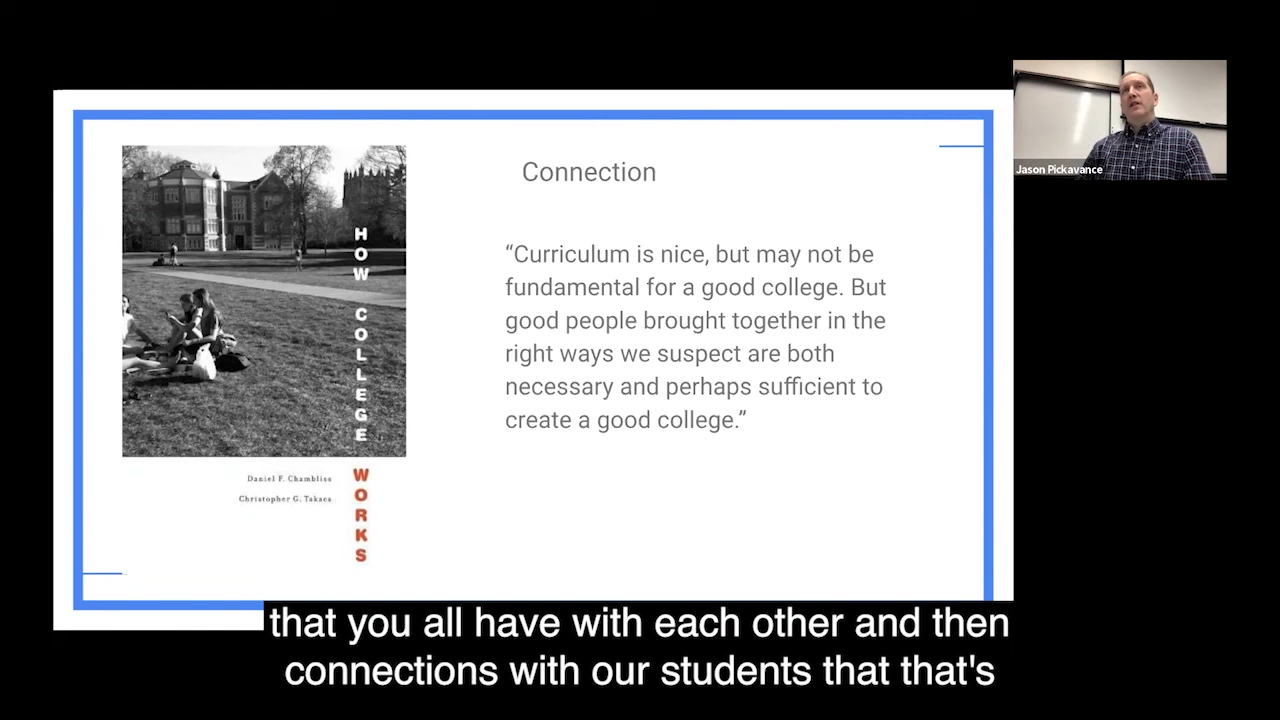 Connection
“Curriculum is nice, but may not be
fundamental for a good college. But
good people brought together in the
right ways we suspect are both
necessary and perhaps sufficient to
create a good college.”
HOW COLLEGE WORKS
Daniel F. Chambliss
Christopher G. Takacs
Jason Pickavance
that you all have with each other and then
connections with our students that that's